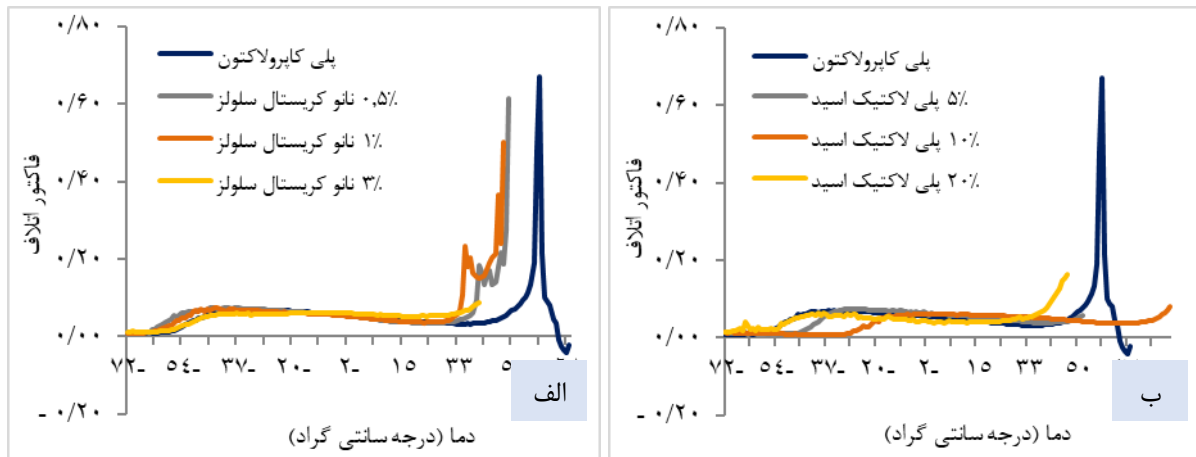 ۰/۸۰
۰/۶۰
۰/۴۰
۰/۲۰
۰/۰۰
-۰/۲۰
فاکتور اتلاف
پلی کاپرولاکتون
۰,۵٪ نانو کریستال سلولز
۱٪ نانو کریستال سلولز
۳٪ نانو کریستال سلولز
-۷۲ -۵۴ -۳۷ -۲۰ -۲ ۱۵ ۳۳
دما (درجه سانتی گراد)
الف
۰/۸۰
۰/۶۰
۰/۴۰
۰/۲۰
۰/۰۰
-۰/۲۰
فاکتور اتلاف
پلی کاپرولاکتون
۵٪ پلی لاکتیک اسید
۱۰٪ پلی لاکتیک اسید
۲۰٪ پلی لاکتیک اسید
-۷۲ -۵۴ -۳۷ -۲۰ -۲ ۱۵ ۳۳ ۵۰
دما (درجه سانتی گراد)
ب